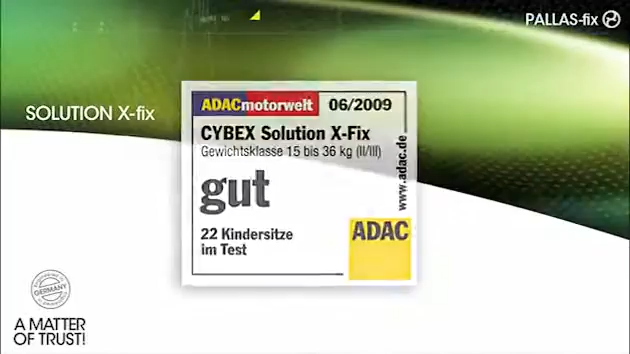 PALLAS-fix
SOLUTION X-fix
ADACmotorwelt 06/2009
CYBEX Solution X-Fix
Gewichtsklasse 15 bis 36 kg (II/III)
gut
22 Kindersitze
im Test
www.adac.de
ADAC
GERMANY
A MATTER
OF TRUST!